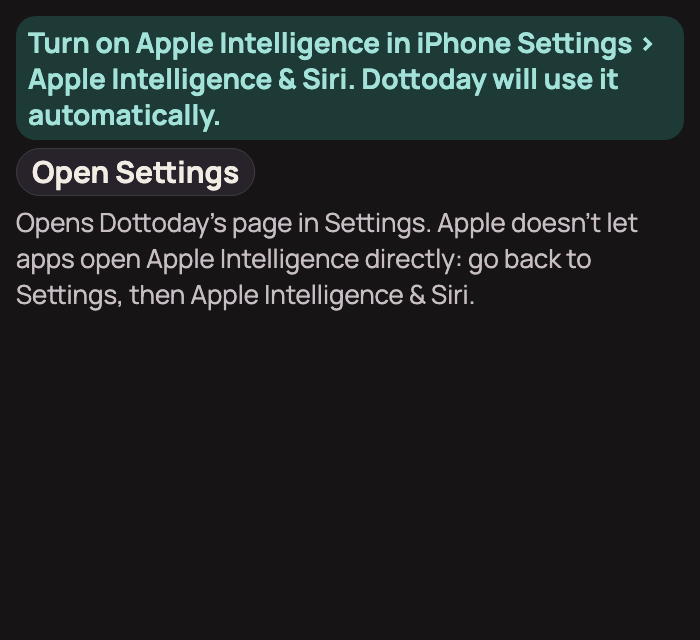 Turn on Apple Intelligence in iPhone Settings ›
Apple Intelligence & Siri. Dottoday will use it
automatically.
Open Settings
Opens Dottoday’s page in Settings. Apple doesn’t let
apps open Apple Intelligence directly: go back to
Settings, then Apple Intelligence & Siri.